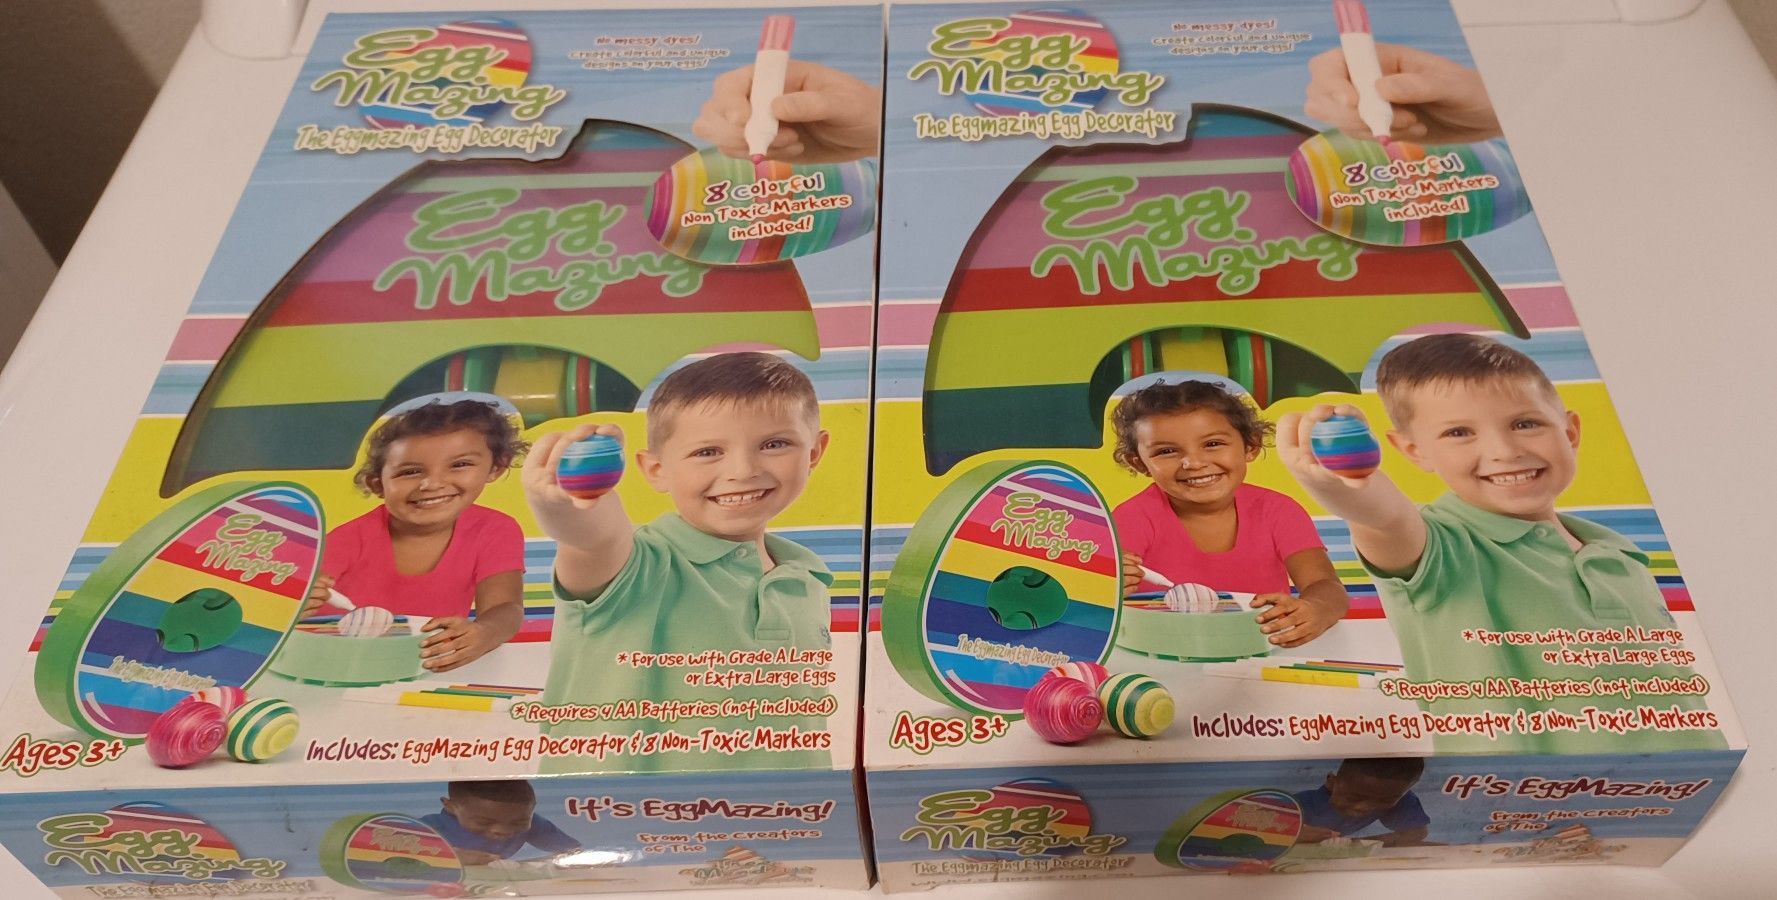 Egg
Mazing
The Eggmazing Egg Decorator
No messy dyes!
Create colorful and unique
designs on your eggs!
Egg
Mazing
8 Colorful
Non Toxic Markers
included!
Egg
Mazing
The Eggmazing Egg Decorator
* For use with Grade A Large
or Extra Large Eggs
* Requires 4 AA Batteries (not included)
Ages 3+
Includes: EggMazing Egg Decorator & 8 Non-Toxic Markers
Egg
Mazing
The Eggmazing Egg Decorator
It's EggMazing!
From the creators
of The
Egg
Mazing
The Eggmazing Egg Decorator
No messy dyes!
Create colorful and unique
designs on your eggs!
Egg
Mazing
8 Colorful
Non Toxic Markers
included!
Egg
Mazing
The Eggmazing Egg Decorator
* For use with Grade A Large
or Extra Large Eggs
* Requires 4 AA Batteries (not included)
Ages 3+
Includes: EggMazing Egg Decorator & 8 Non-Toxic Markers
Egg
Mazing
The Eggmazing Egg Decorator
It's EggMazing!
From the creators
of The